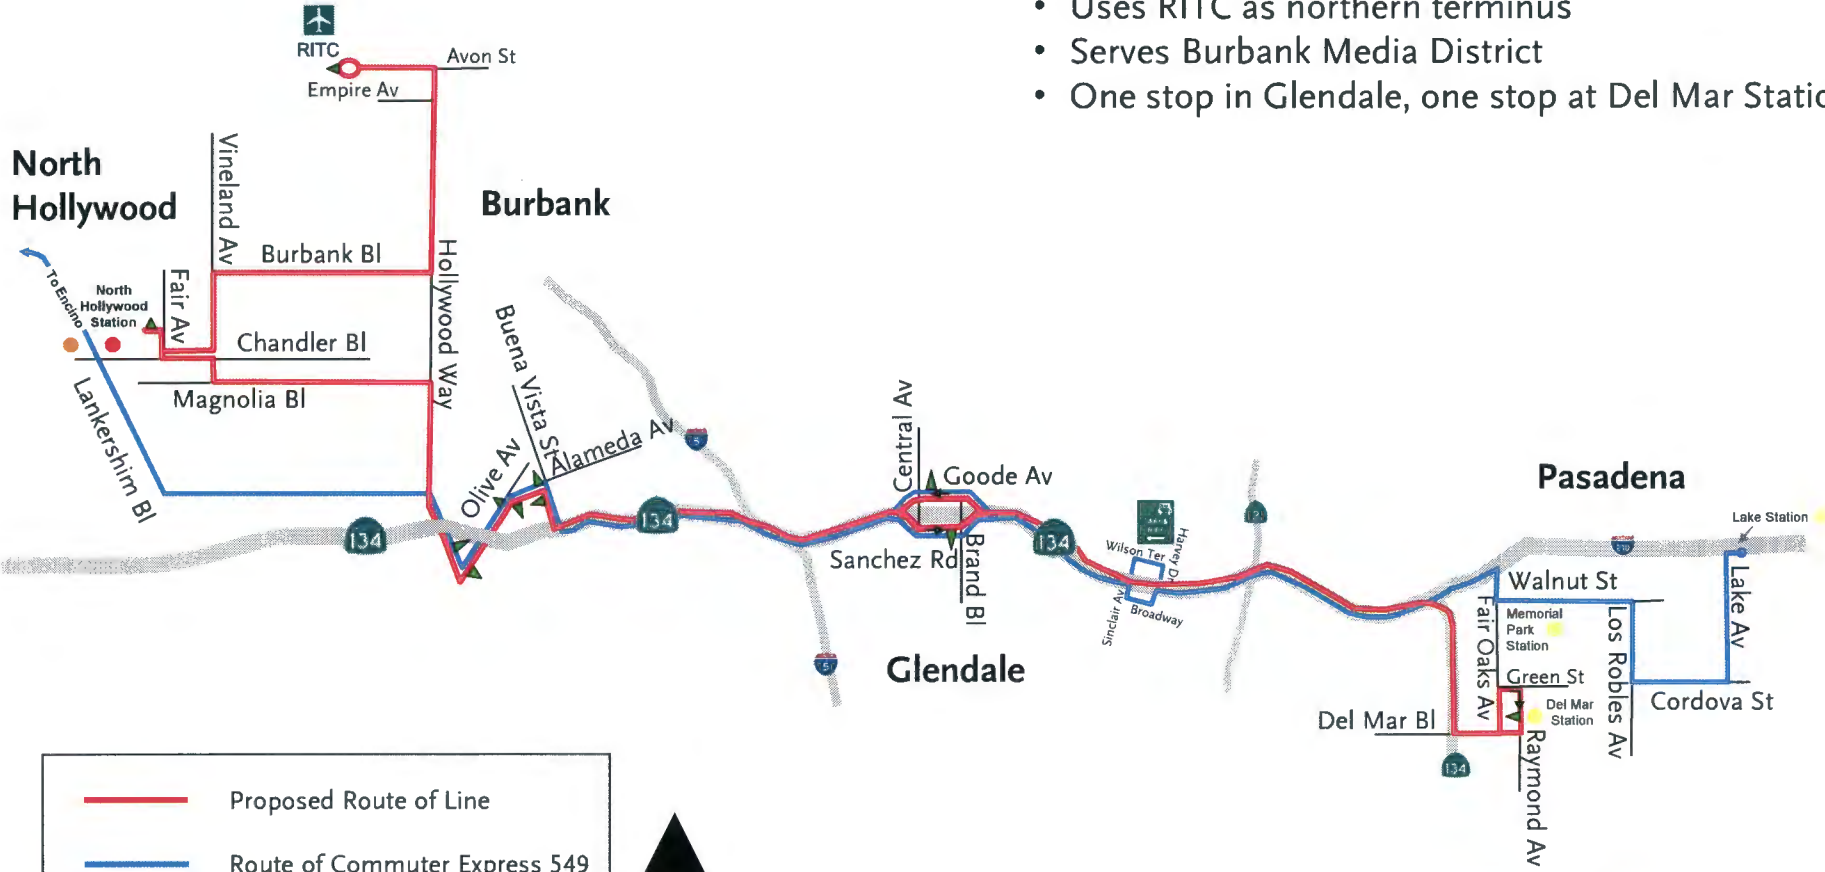 • Uses RITC as northern terminus
• Serves Burbank Media District
• One stop in Glendale, one stop at Del Mar Static
RITC
Avon St
Empire Av
North
Hollywood
Vineland Av
Burbank
Burbank Bl
Hollywood Way
To Encino
North
Hollywood
Station
Fair Av
Chandler Bl
Magnolia Bl
Lankershim Bl
Buena Vista St
Olive Av
Alameda Av
5
134
134
Central Av
Goode Av
Sanchez Rd
Brand Bl
134
Wilson Ter
Harvey Dr
Sinclair Av
Broadway
Glendale
Pasadena
Lake Station
210
Walnut St
Fair Oaks Av
Memorial
Park
Station
Los Robles Av
Lake Av
Green St
Del Mar
Station
Cordova St
Del Mar Bl
Raymond Av
134
Proposed Route of Line
Route of Commuter Express 549